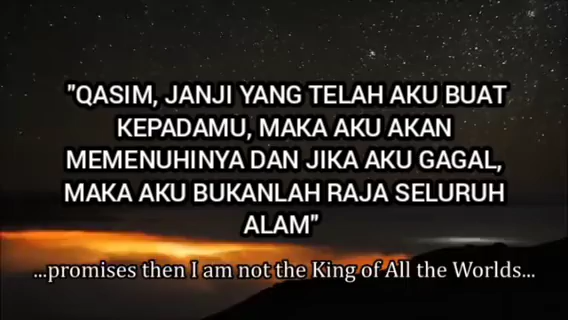 "QASIM, JANJI YANG TELAH AKU BUAT
KEPADAMU, MAKA AKU AKAN
MEMENUHINYA DAN JIKA AKU GAGAL,
MAKA AKU BUKANLAH RAJA SELURUH
ALAM"
...promises then I am not the King of All the Worlds...